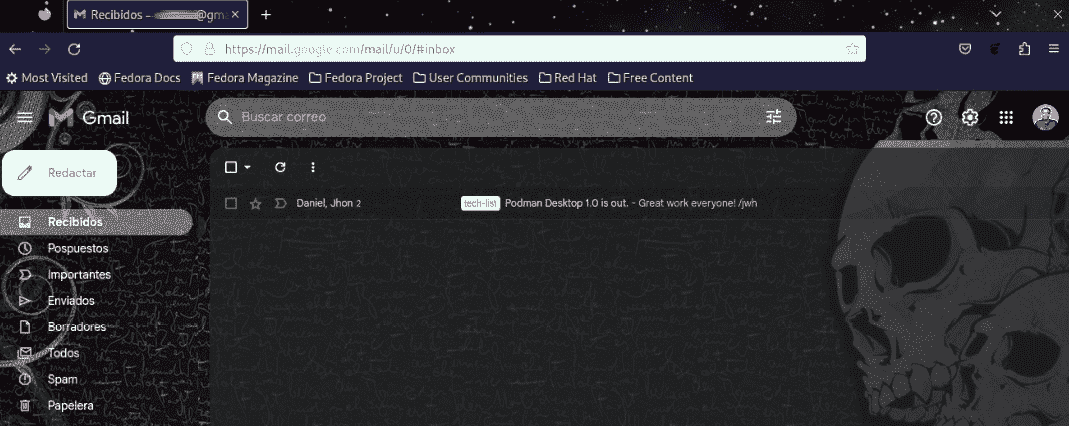 Recibidos - @gma
https://mail.google.com/mail/u/0/#inbox
Most Visited Fedora Docs Fedora Magazine Fedora Project User Communities Red Hat Free Content
Gmail Buscar correo
Redactar
Daniel, Jhon 2 tech-list Podman Desktop 1.0 is out. - Great work everyone! /jwh
Recibidos
Pospuestos
Importantes
Enviados
Borradores
Todos
Spam
Papelera